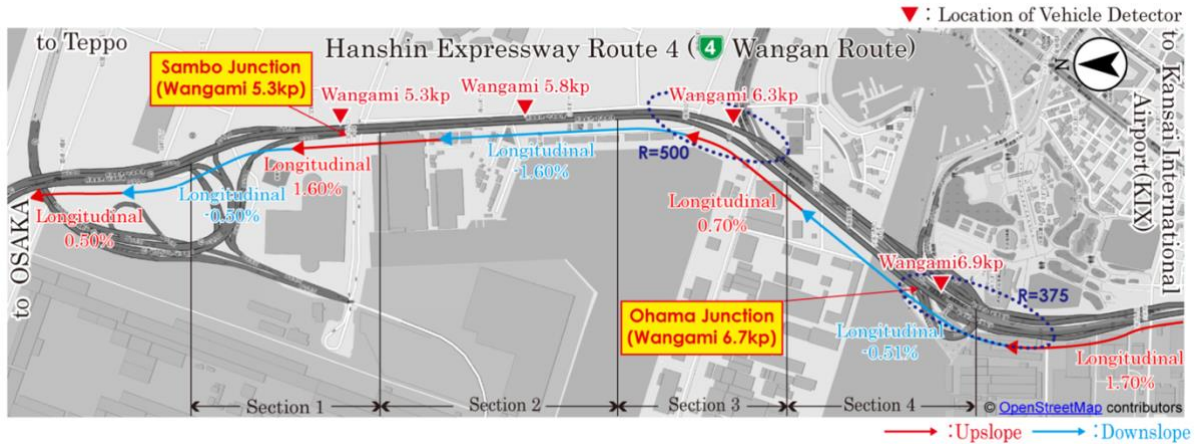 ▼ : Location of Vehicle Detector
to Teppo
Hanshin Expressway Route 4 ( 4 Wangan Route)
to Kansai International
Airport(KIX)
N
Sambo Junction
(Wangami 5.3kp)
Wangami 5.3kp
Wangami 5.8kp
Wangami 6.3kp
R=500
Longitudinal
1.60%
Longitudinal
-1.60%
Longitudinal
-0.50%
Longitudinal
0.50%
Longitudinal
0.70%
to OSAKA
Wangami6.9kp
R=375
Ohama Junction
(Wangami 6.7kp)
Longitudinal
-0.51%
Longitudinal
1.70%
Section 1
Section 2
Section 3
Section 4
© OpenStreetMap contributors
:Upslope
:Downslope